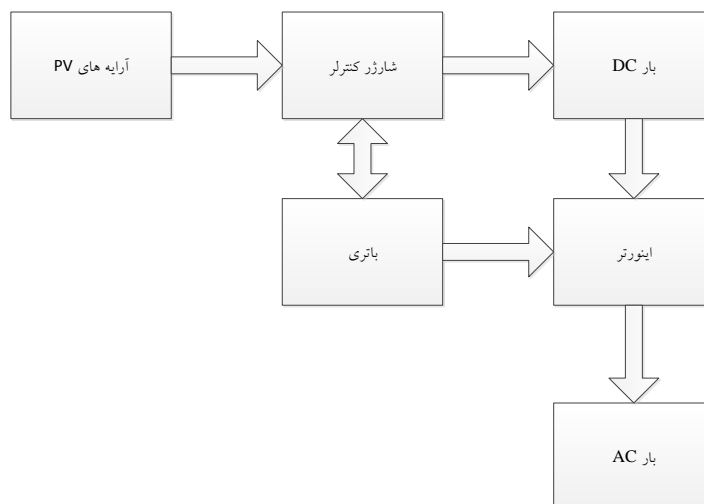 آرایه های PV
شارژر کنترلر
بار DC
باتری
اینورتر
بار AC